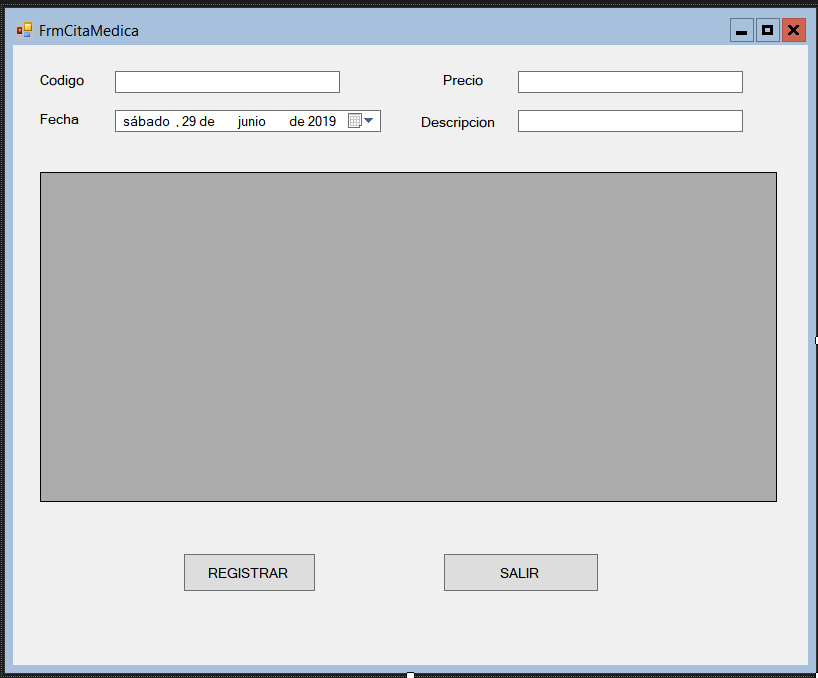 FrmCitaMedica
Codigo
Precio
Fecha
sábado , 29 de junio de 2019
Descripcion
REGISTRAR
SALIR